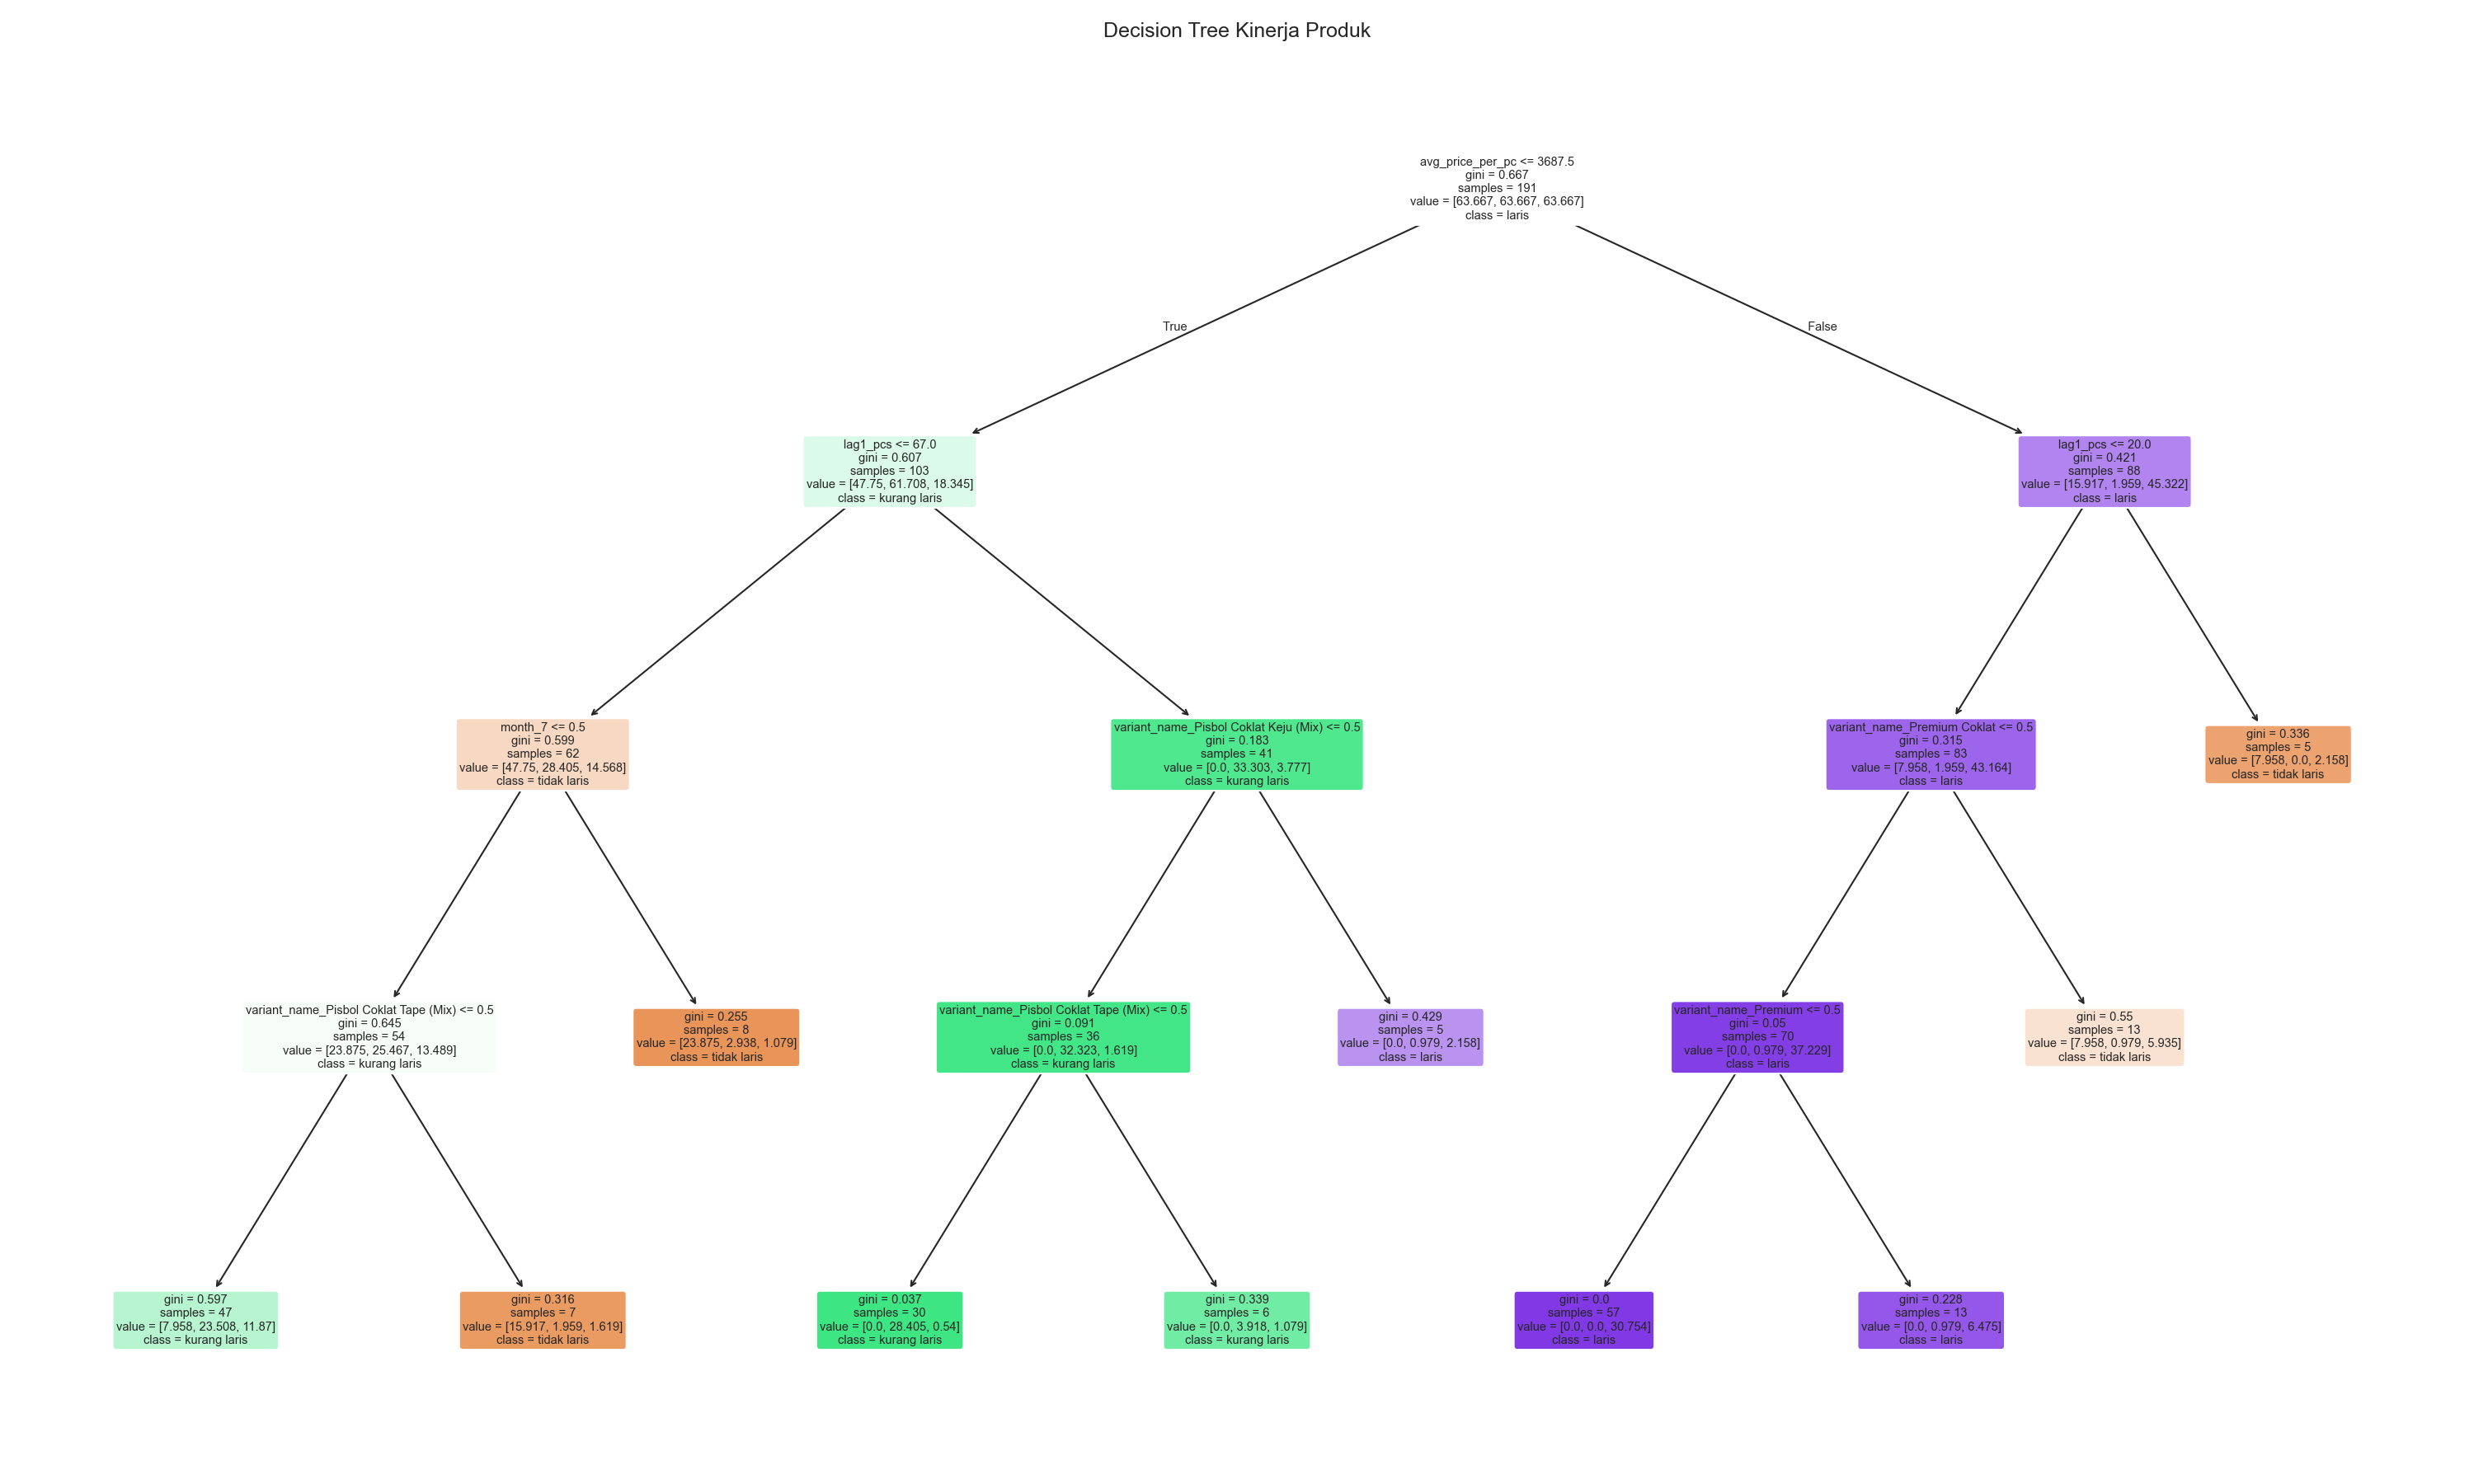 Decision Tree Kinerja Produk
avg_price_per_pc <= 3687.5
gini = 0.667
samples = 191
value = [63.667, 63.667, 63.667]
class = laris
True
False
lag1_pcs <= 67.0
gini = 0.607
samples = 103
value = [47.75, 61.708, 18.345]
class = kurang laris
lag1_pcs <= 20.0
gini = 0.421
samples = 88
value = [15.917, 1.959, 45.322]
class = laris
month_7 <= 0.5
gini = 0.599
samples = 62
value = [47.75, 28.405, 14.568]
class = tidak laris
variant_name_Pisbol Coklat Keju (Mix) <= 0.5
gini = 0.183
samples = 41
value = [0.0, 33.303, 3.777]
class = kurang laris
variant_name_Premium Coklat <= 0.5
gini = 0.315
samples = 83
value = [7.958, 1.959, 43.164]
class = laris
gini = 0.336
samples = 5
value = [7.958, 0.0, 2.158]
class = tidak laris
variant_name_Pisbol Coklat Tape (Mix) <= 0.5
gini = 0.645
samples = 54
value = [23.875, 25.467, 13.489]
class = kurang laris
gini = 0.255
samples = 8
value = [23.875, 2.938, 1.079]
class = tidak laris
variant_name_Pisbol Coklat Tape (Mix) <= 0.5
gini = 0.091
samples = 36
value = [0.0, 32.323, 1.619]
class = kurang laris
gini = 0.429
samples = 5
value = [0.0, 0.979, 2.158]
class = laris
variant_name_Premium <= 0.5
gini = 0.05
samples = 70
value = [0.0, 0.979, 37.229]
class = laris
gini = 0.55
samples = 13
value = [7.958, 0.979, 5.935]
class = tidak laris
gini = 0.597
samples = 47
value = [7.958, 23.508, 11.87]
class = kurang laris
gini = 0.316
samples = 7
value = [15.917, 1.959, 1.619]
class = tidak laris
gini = 0.037
samples = 30
value = [0.0, 28.405, 0.54]
class = kurang laris
gini = 0.339
samples = 6
value = [0.0, 3.918, 1.079]
class = kurang laris
gini = 0.0
samples = 57
value = [0.0, 0.0, 30.754]
class = laris
gini = 0.228
samples = 13
value = [0.0, 0.979, 6.475]
class = laris